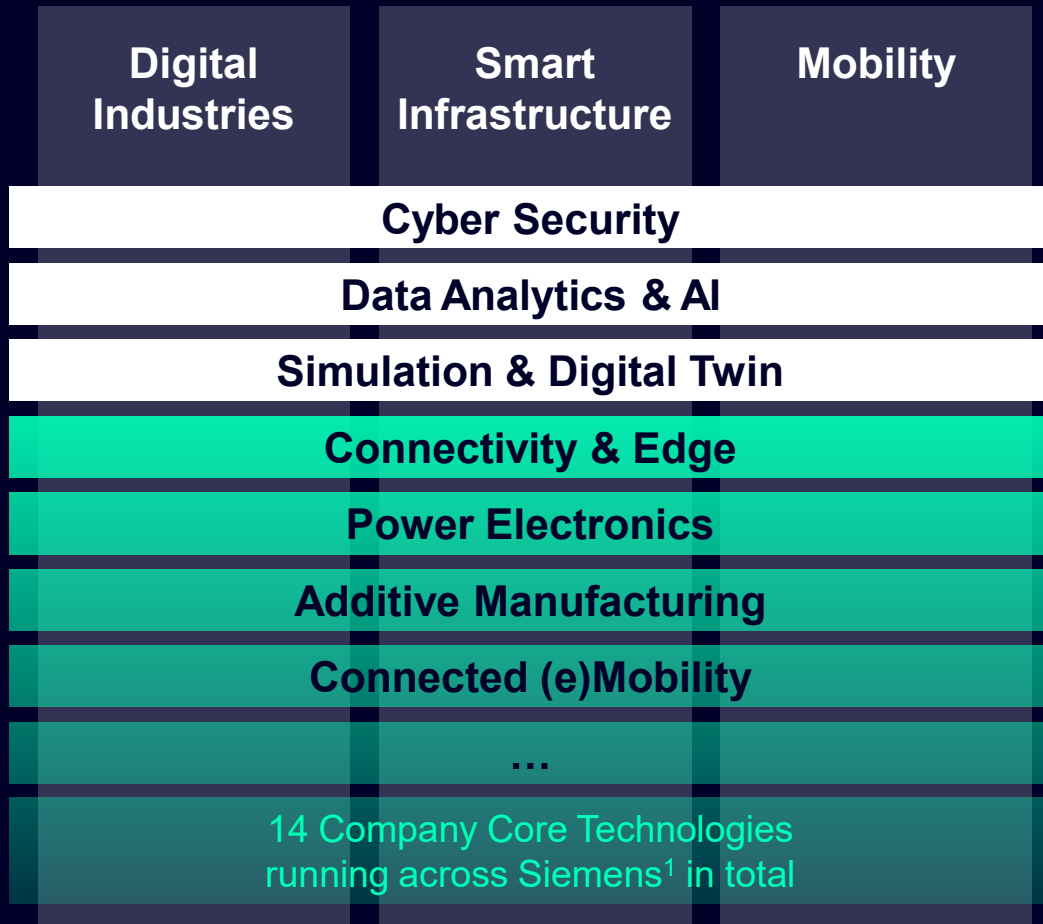 Digital
Industries
Smart
Infrastructure
Mobility
Cyber Security
Data Analytics & AI
Simulation & Digital Twin
Connectivity & Edge
Power Electronics
Additive Manufacturing
Connected (e)Mobility
…
14 Company Core Technologies
running across Siemens¹ in total